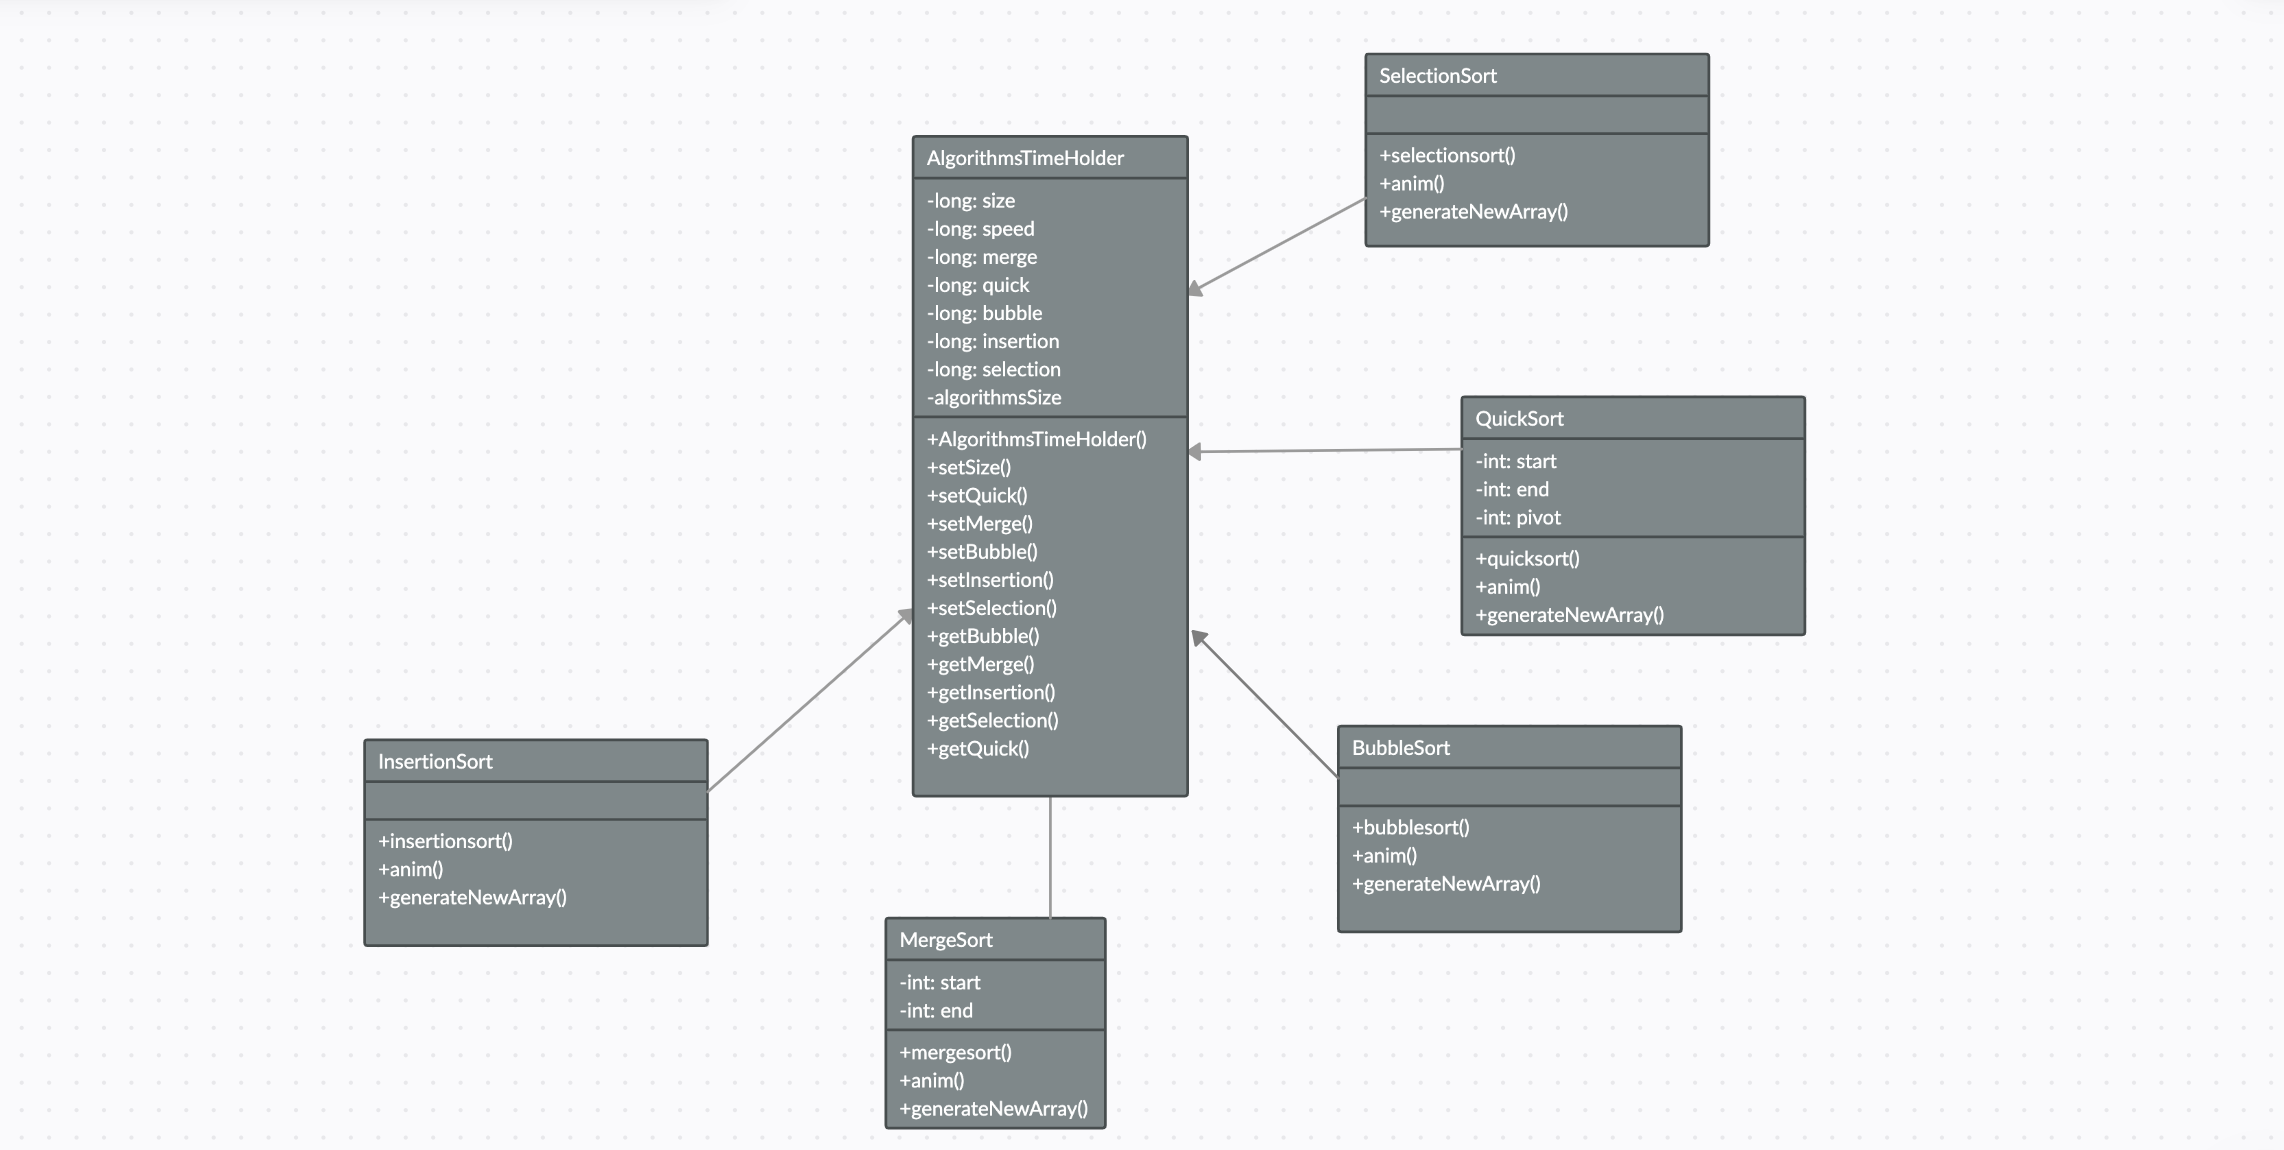 SelectionSort
+selectionsort()
+anim()
+generateNewArray()
AlgorithmsTimeHolder
-long: size
-long: speed
-long: merge
-long: quick
-long: bubble
-long: insertion
-long: selection
-algorithmsSize
+AlgorithmsTimeHolder()
+setSize()
+setQuick()
+setMerge()
+setBubble()
+setInsertion()
+setSelection()
+getBubble()
+getMerge()
+getInsertion()
+getSelection()
+getQuick()
QuickSort
-int: start
-int: end
-int: pivot
+quicksort()
+anim()
+generateNewArray()
InsertionSort
+insertionsort()
+anim()
+generateNewArray()
BubbleSort
+bubblesort()
+anim()
+generateNewArray()
MergeSort
-int: start
-int: end
+mergesort()
+anim()
+generateNewArray()